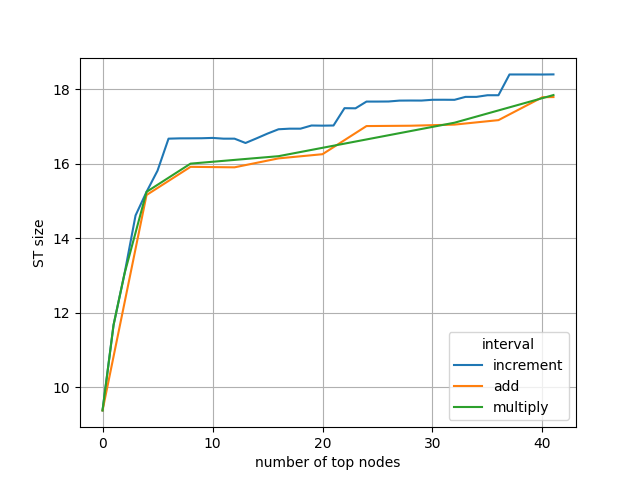 18
16
14
12
10
ST size
0
10
20
30
40
number of top nodes
interval
increment
add
multiply